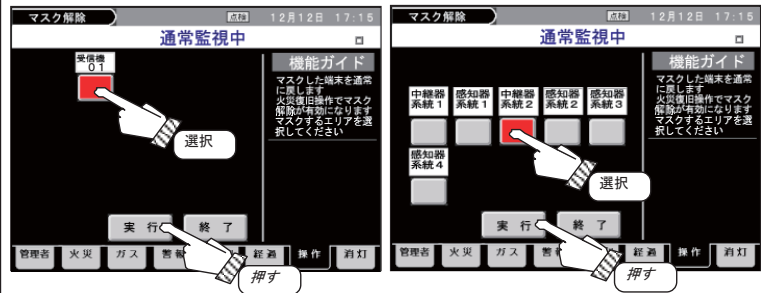 マスク解除
点検
12月12日 17:15
通常監視中
受信機
01
機能ガイド
マスクした端末を通常
に戻します
火災復旧操作でマスク
解除が有効になります
マスクするエリアを選
択してください
選択
実 行
終 了
管理者
火災
ガス
経過
操作
消灯
押す
マスク解除
点検
12月12日 17:15
通常監視中
中継器
系統1
感知器
系統1
中継器
系統2
感知器
系統2
感知器
系統3
感知器
系統4
機能ガイド
マスクした端末を通常
に戻します
火災復旧操作でマスク
解除が有効になります
マスクするエリアを選
択してください
選択
実 行
終 了
管理者
火災
ガス
経過
操作
消灯
押す